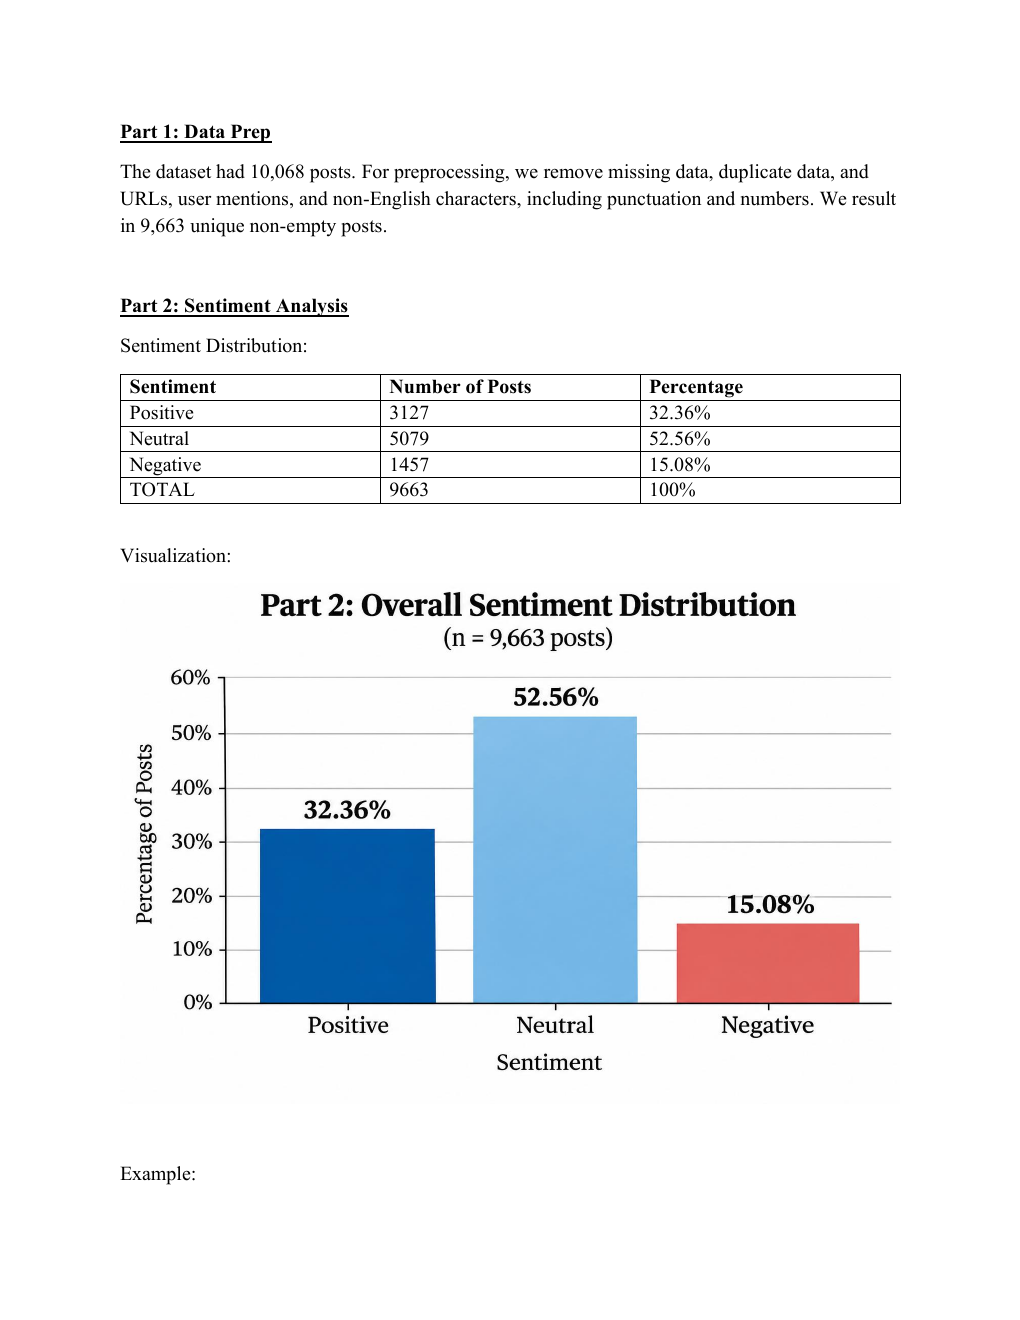 Part 1: Data Prep
The dataset had 10,068 posts. For preprocessing, we remove missing data, duplicate data, and
URLs, user mentions, and non-English characters, including punctuation and numbers. We result
in 9,663 unique non-empty posts.
Part 2: Sentiment Analysis
Sentiment Distribution:
Sentiment Number of Posts Percentage
Positive 3127 32.36%
Neutral 5079 52.56%
Negative 1457 15.08%
TOTAL 9663 100%
Visualization:
Part 2: Overall Sentiment Distribution
(n = 9,663 posts)
Percentage of Posts
60%
50%
40%
30%
20%
10%
0%
32.36%
52.56%
15.08%
Positive Neutral Negative
Sentiment
Example: